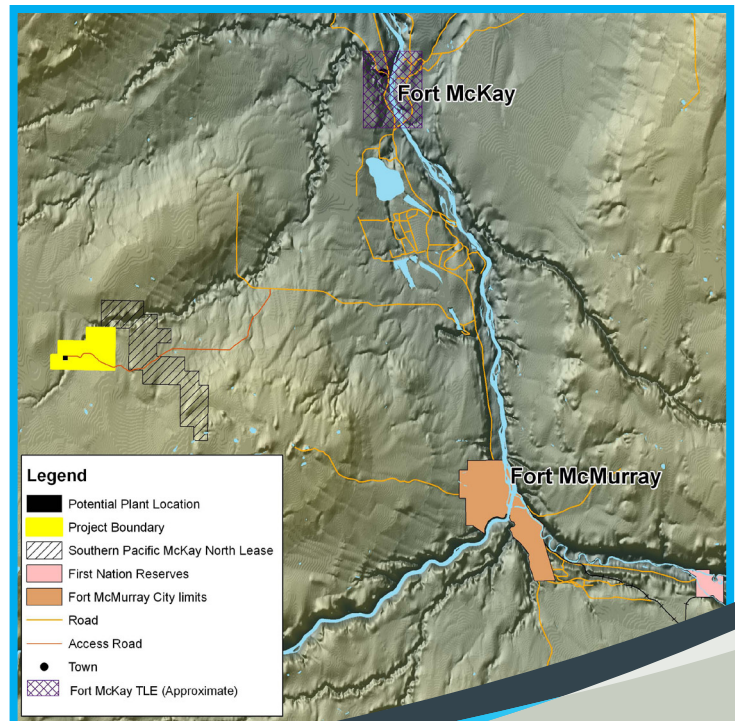 Fort McKay
Fort McMurray
Legend
Potential Plant Location
Project Boundary
Southern Pacific McKay North Lease
First Nation Reserves
Fort McMurray City limits
Road
Access Road
Town
Fort McKay TLE (Approximate)